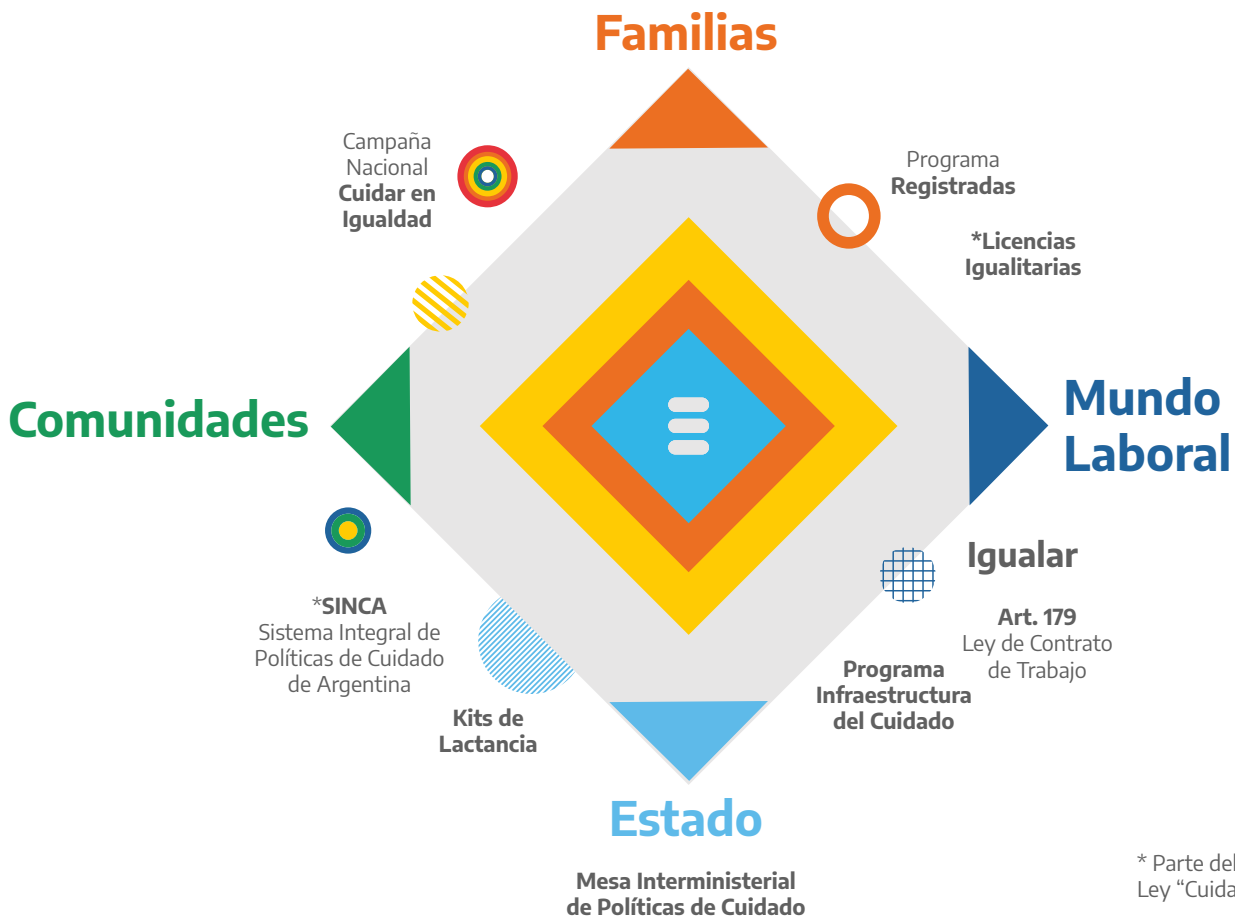 Familias
Campaña
Nacional
Cuidar en
Igualdad
Programa
Registradas
*Licencias
Igualitarias
Comunidades
Mundo
Laboral
*SINCA
Sistema Integral de
Políticas de Cuidado
de Argentina
Kits de
Lactancia
Igualar
Art. 179
Ley de Contrato
de Trabajo
Programa
Infraestructura
del Cuidado
Estado
Mesa Interministerial
de Políticas de Cuidado
* Parte del
Ley “Cuida